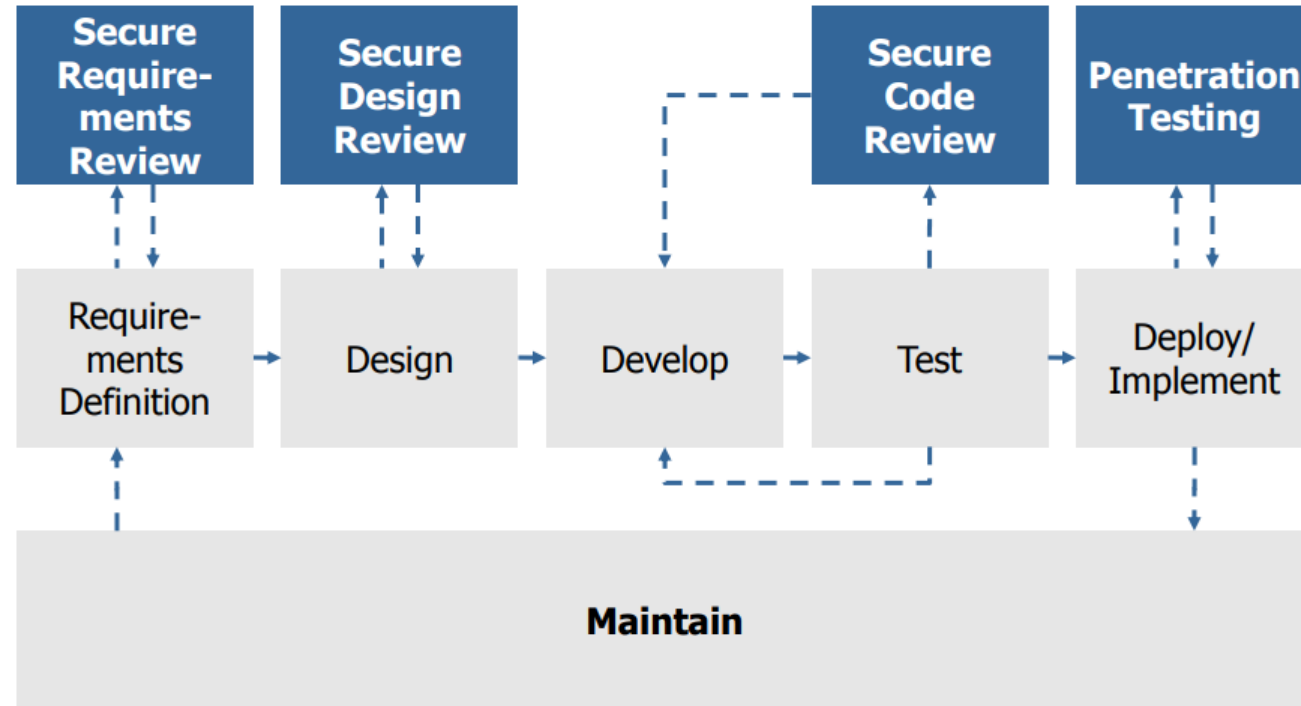 Secure
Require-
ments
Review
Secure
Design
Review
Secure
Code
Review
Penetration
Testing
Require-
ments
Definition
Design
Develop
Test
Deploy/
Implement
Maintain